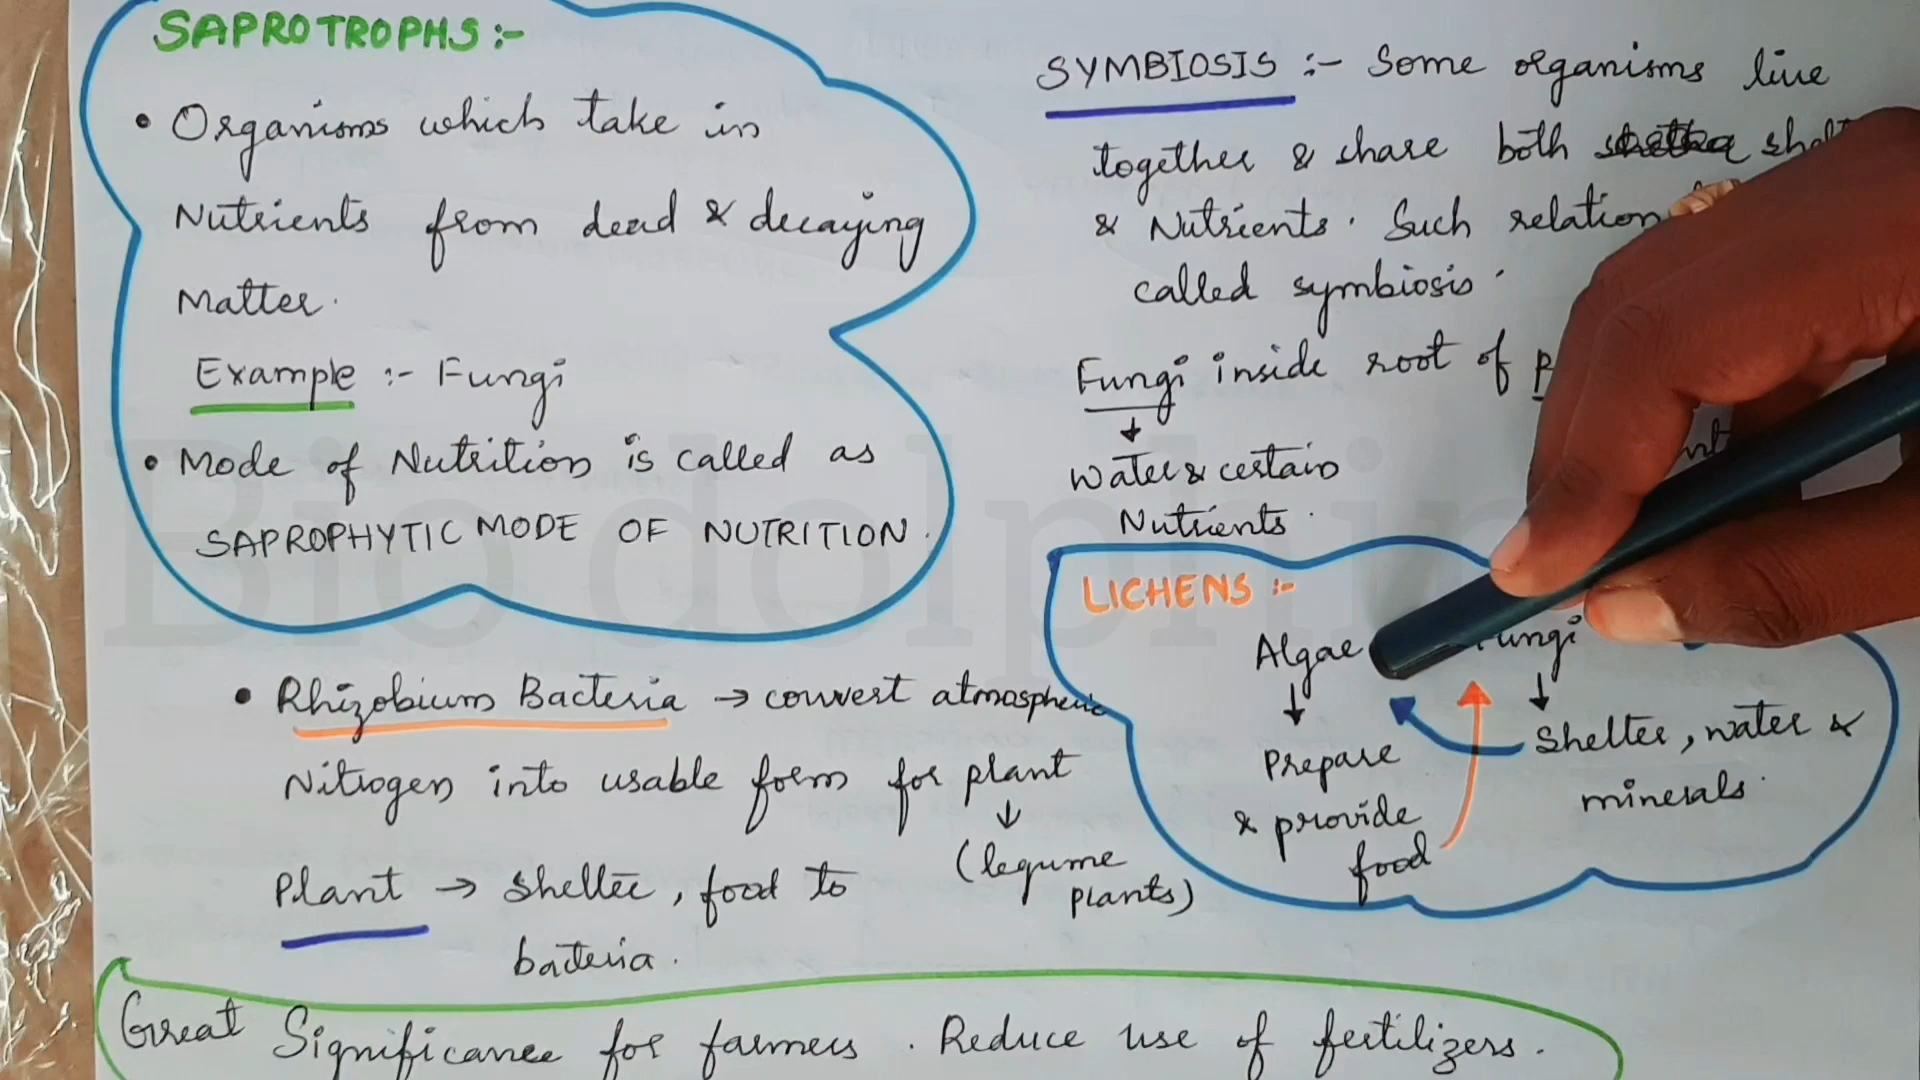 SAPROTROPHS :-
• Organisms which take in
Nutrients from dead & decaying
Matter.
Example :- Fungi
• Mode of Nutrition is called as
SAPROPHYTIC MODE OF NUTRITION.
SYMBIOSIS :- Some organisms live
together & share both
& Nutrients. Such relation
called symbiosis.
Fungi inside root of
↓
Water & certain
Nutrients.
LICHENS :-
Algae
↓ ↓
Prepare
& provide
food
Shelter, water &
minerals.
• Rhizobium Bacteria → convert atmospheric
Nitrogen into usable form for plant
↓
(legume
plants)
Plant → shelter, food to
bacteria.
Great Significance for farmers. Reduce use of fertilizers.
Bio dolphin